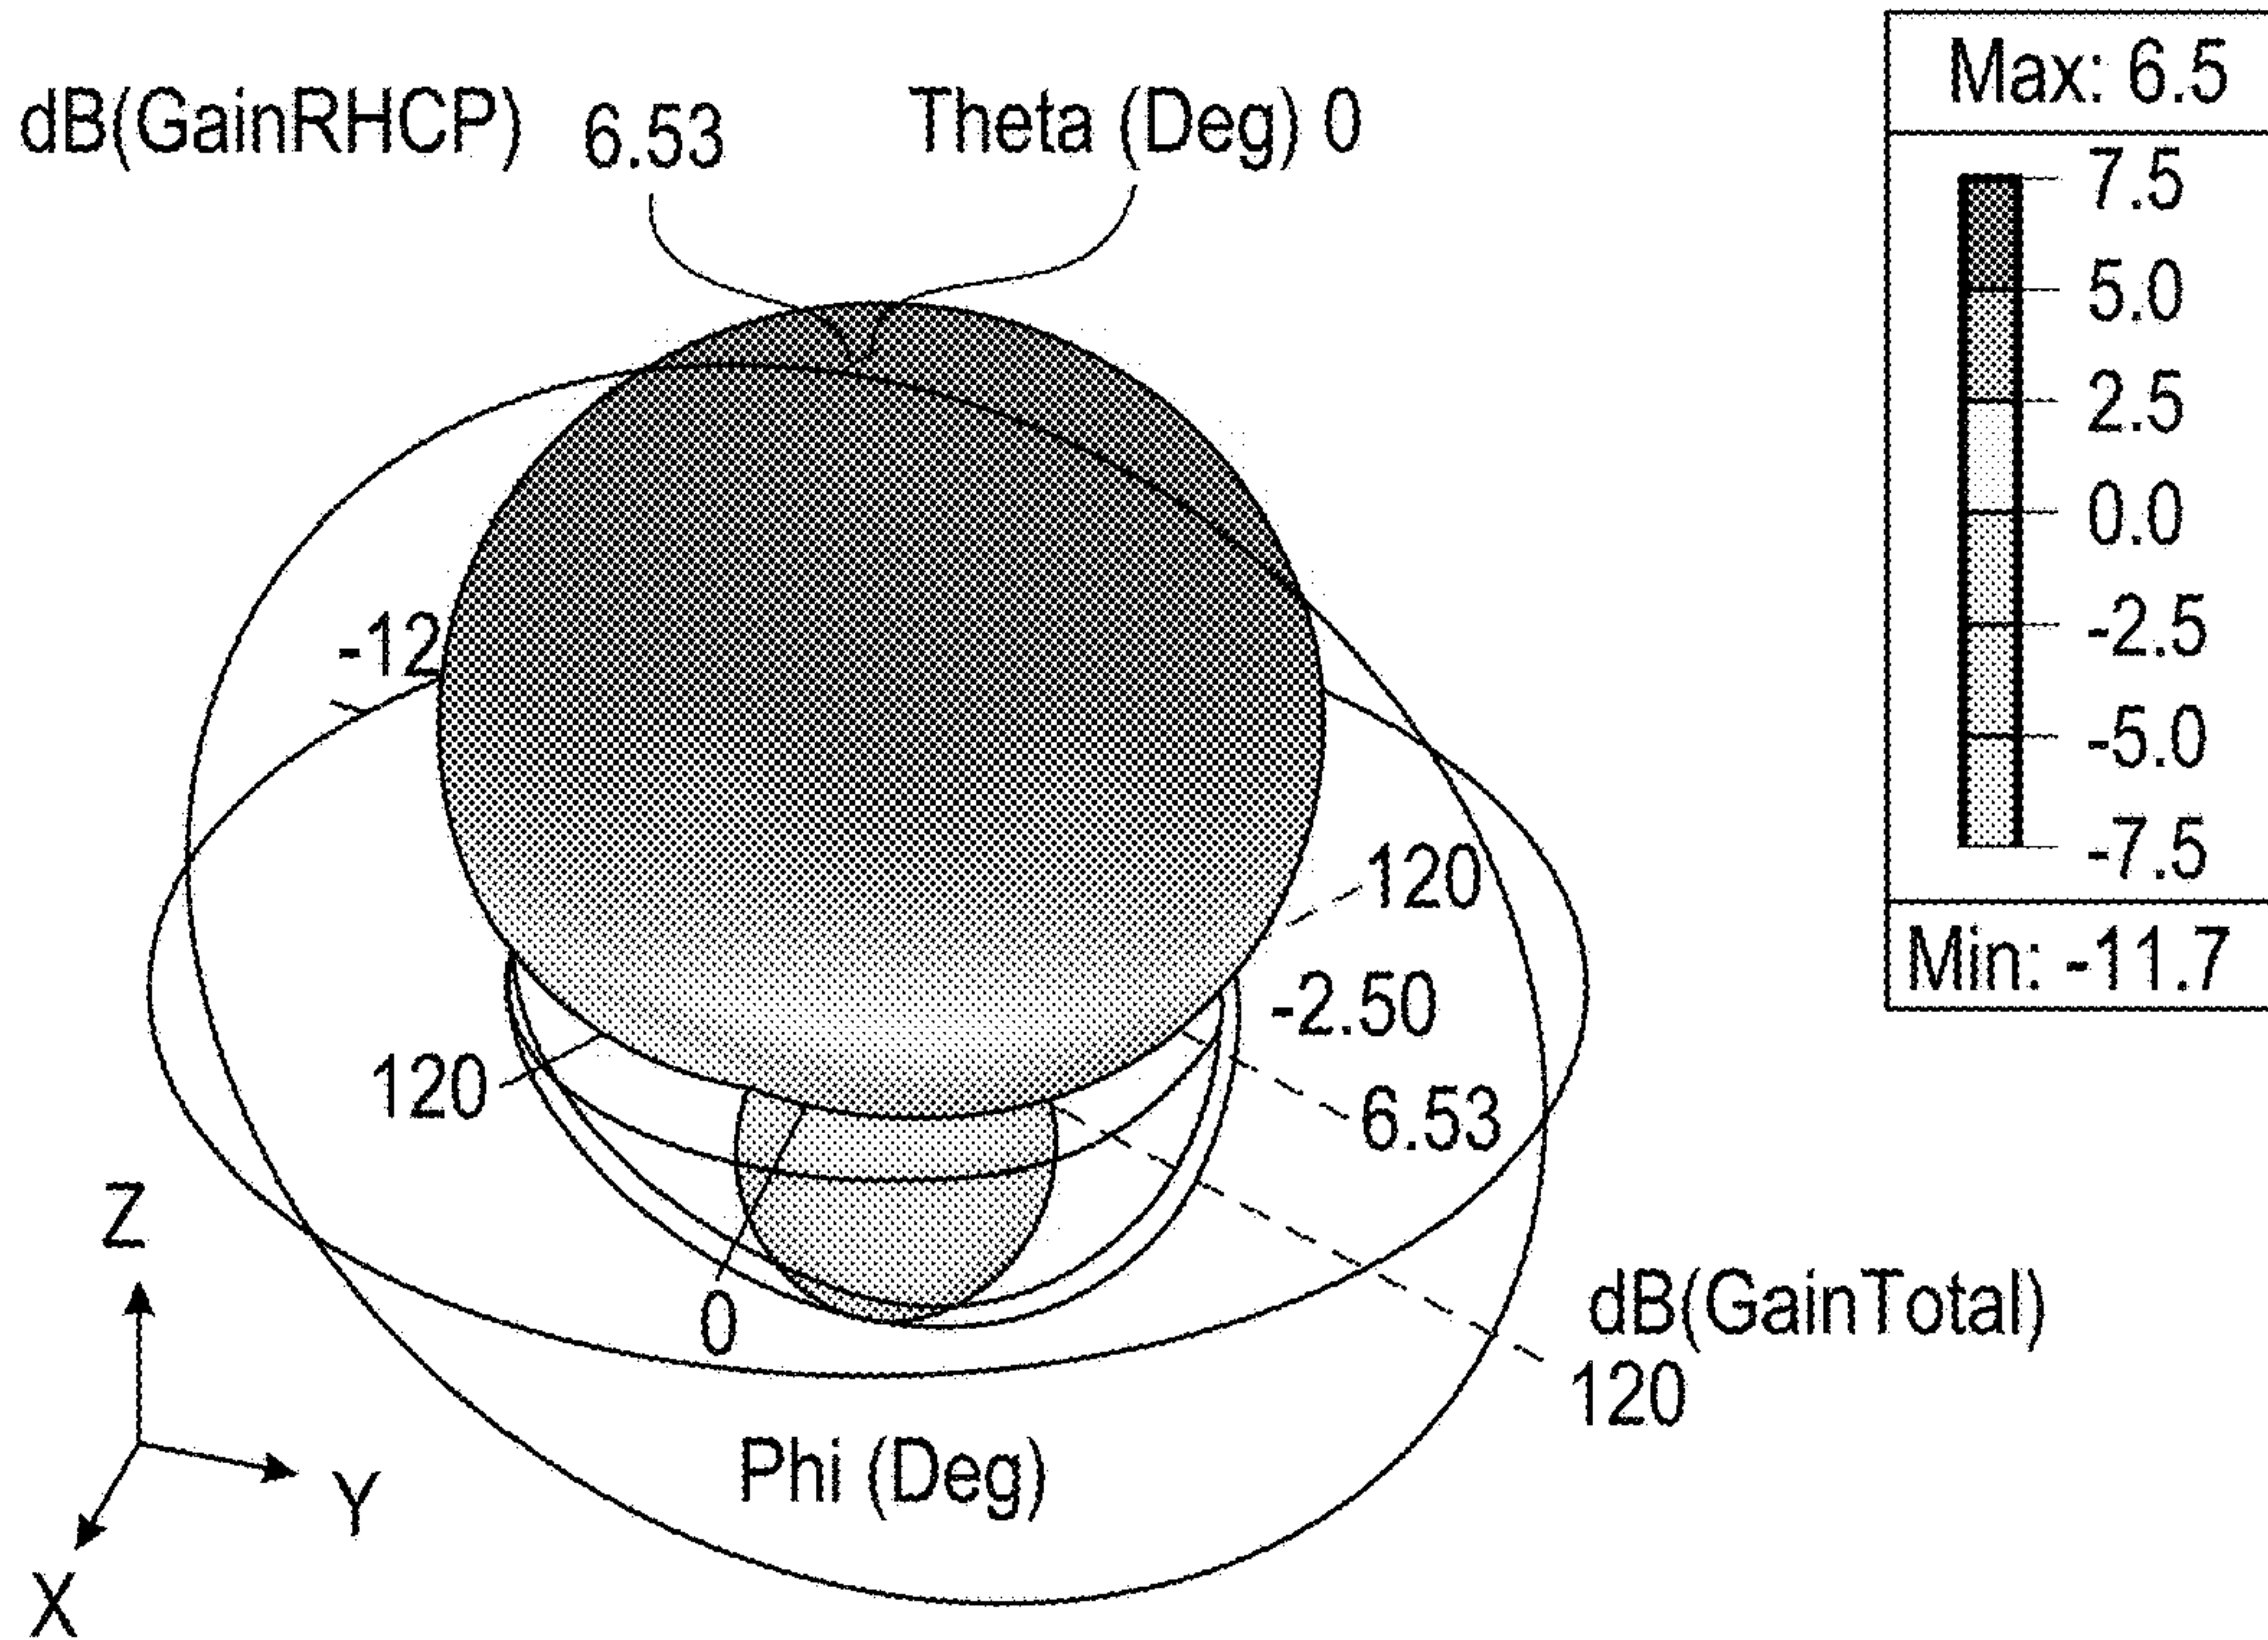 dB(GainRHCP) 6.53 Theta (Deg) 0
-12
120
-2.50
120
6.53
0
dB(GainTotal)
120
Phi (Deg)
Z
Y
X
Max: 6.5
7.5
5.0
2.5
0.0
-2.5
-5.0
-7.5
Min: -11.7